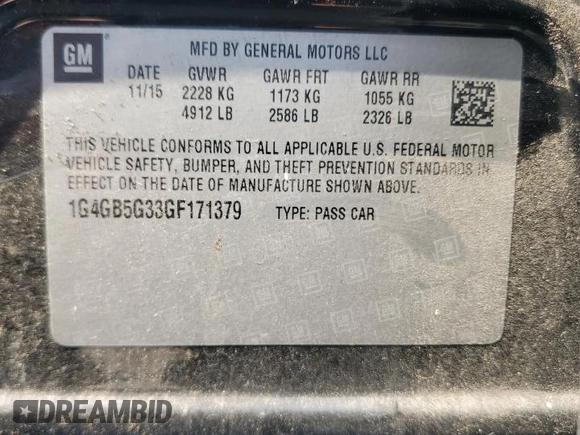 GM
MFD BY GENERAL MOTORS LLC
DATE GVWR GAWR FRT GAWR RR
11/15 2228 KG 1173 KG 1055 KG
4912 LB 2586 LB 2326 LB
THIS VEHICLE CONFORMS TO ALL APPLICABLE U.S. FEDERAL MOTOR
VEHICLE SAFETY, BUMPER, AND THEFT PREVENTION STANDARDS IN
EFFECT ON THE DATE OF MANUFACTURE SHOWN ABOVE.
1G4GB5G33GF171379 TYPE: PASS CAR
DREAMBID